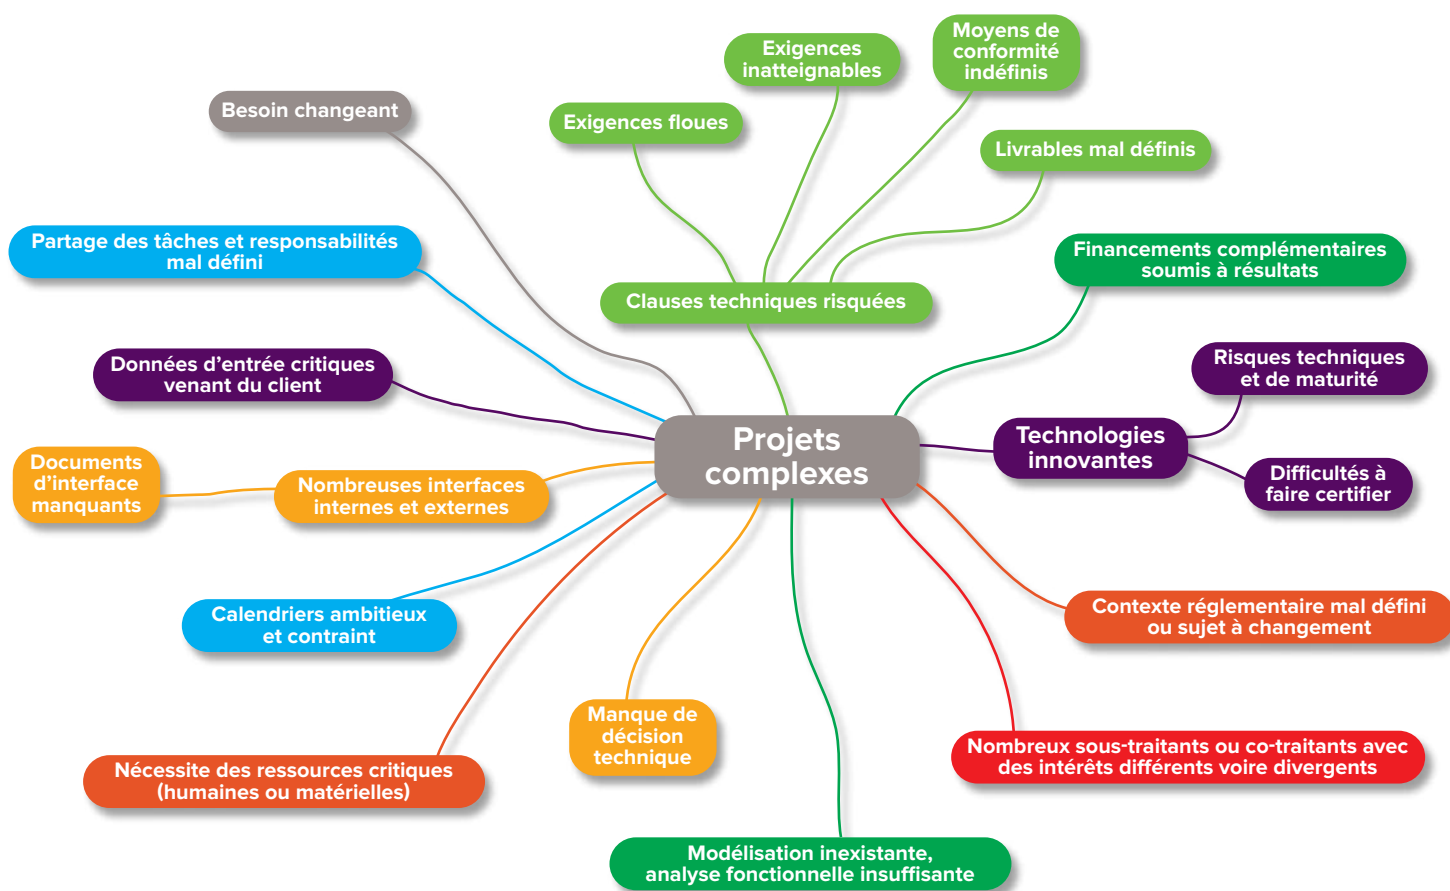 Exigences
inatteignables
Moyens de
conformité
indéfinis
Besoin changeant
Exigences floues
Livrables mal définis
Partage des tâches et responsabilités
mal défini
Financements complémentaires
soumis à résultats
Clauses techniques risquées
Données d’entrée critiques
venant du client
Risques techniques
et de maturité
Projets
complexes
Technologies
innovantes
Documents
d’interface
manquants
Nombreuses interfaces
internes et externes
Difficultés à
faire certifier
Calendriers ambitieux
et contraint
Contexte réglementaire mal défini
ou sujet à changement
Manque de
décision
technique
Nombreux sous-traitants ou co-traitants avec
des intérêts différents voire divergents
Nécessite des ressources critiques
(humaines ou matérielles)
Modélisation inexistante,
analyse fonctionnelle insuffisante